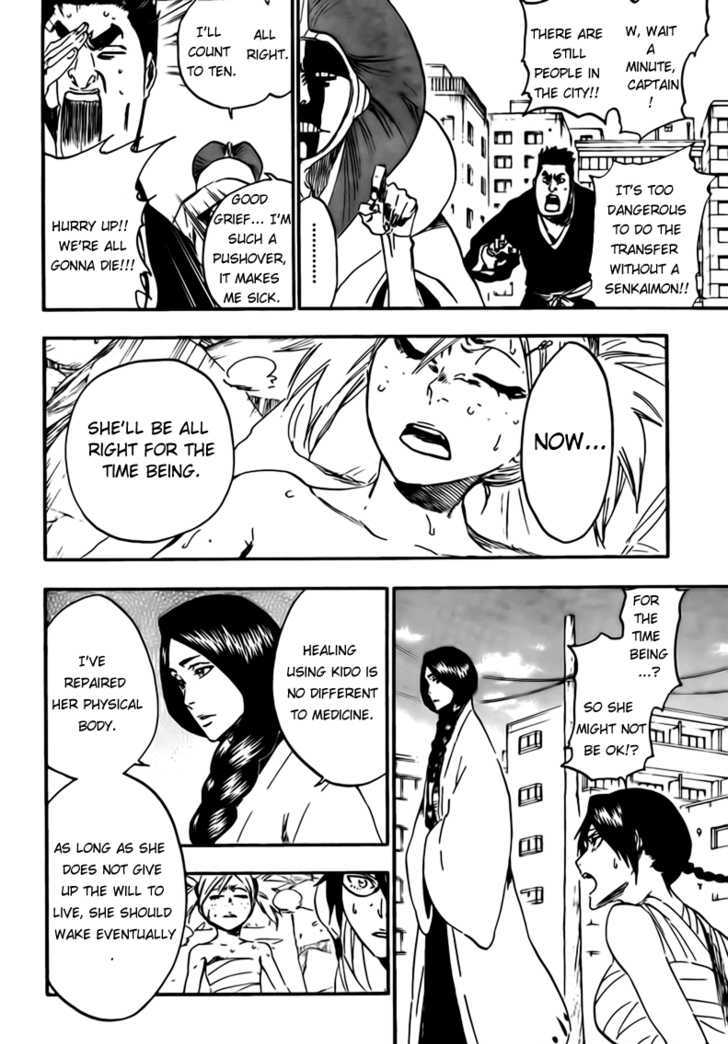 W, WAIT
A
MINUTE,
CAPTAIN
!
THERE ARE
STILL
PEOPLE IN
THE CITY!!
IT'S TOO
DANGEROUS
TO DO THE
TRANSFER
WITHOUT A
SENKAIMON!!
.........
ALL
RIGHT.
I'LL
COUNT
TO TEN.
GOOD
GRIEF... I'M
SUCH A
PUSHOVER,
IT MAKES
ME SICK.
HURRY UP!!
WE'RE ALL
GONNA DIE!!!
NOW...
SHE'LL BE ALL
RIGHT FOR THE
TIME BEING.
FOR
THE
TIME
BEING
...?
SO SHE
MIGHT NOT
BE OK!?
HEALING
USING KIDO IS
NO DIFFERENT
TO MEDICINE.
I'VE
REPAIRED
HER PHYSICAL
BODY.
AS LONG AS SHE
DOES NOT GIVE
UP THE WILL TO
LIVE, SHE SHOULD
WAKE EVENTUALLY
.